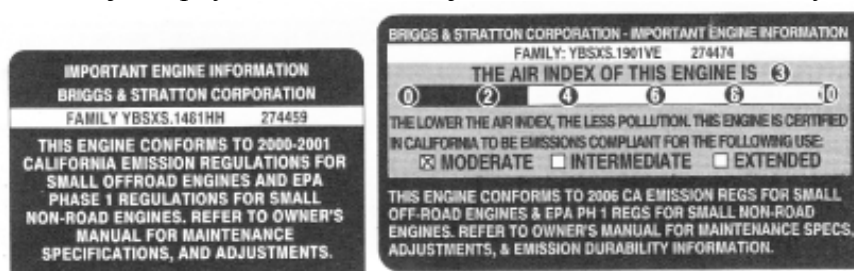 IMPORTANT ENGINE INFORMATION
BRIGGS & STRATTON CORPORATION
FAMILY YBSXS.1461HH 274459
THIS ENGINE CONFORMS TO 2000-2001
CALIFORNIA EMISSION REGULATIONS FOR
SMALL OFFROAD ENGINES AND EPA
PHASE 1 REGULATIONS FOR SMALL
NON-ROAD ENGINES. REFER TO OWNER'S
MANUAL FOR MAINTENANCE
SPECIFICATIONS, AND ADJUSTMENTS.
BRIGGS & STRATTON CORPORATION - IMPORTANT ENGINE INFORMATION
FAMILY: YBSXS.1901VE 274474
THE AIR INDEX OF THIS ENGINE IS 3
0 2 4 6
THE LOWER THE AIR INDEX, THE LESS POLLUTION. THIS ENGINE IS CERTIFIED
IN CALIFORNIA TO BE EMISSIONS COMPLIANT FOR THE FOLLOWING USE:
☒ MODERATE ☐ INTERMEDIATE ☐ EXTENDED
THIS ENGINE CONFORMS TO 2006 CA EMISSION REGS FOR SMALL
OFF-ROAD ENGINES & EPA PH 1 REGS FOR SMALL NON-ROAD
ENGINES. REFER TO OWNER'S MANUAL FOR MAINTENANCE SPECS,
ADJUSTMENTS, & EMISSION DURABILITY INFORMATION.